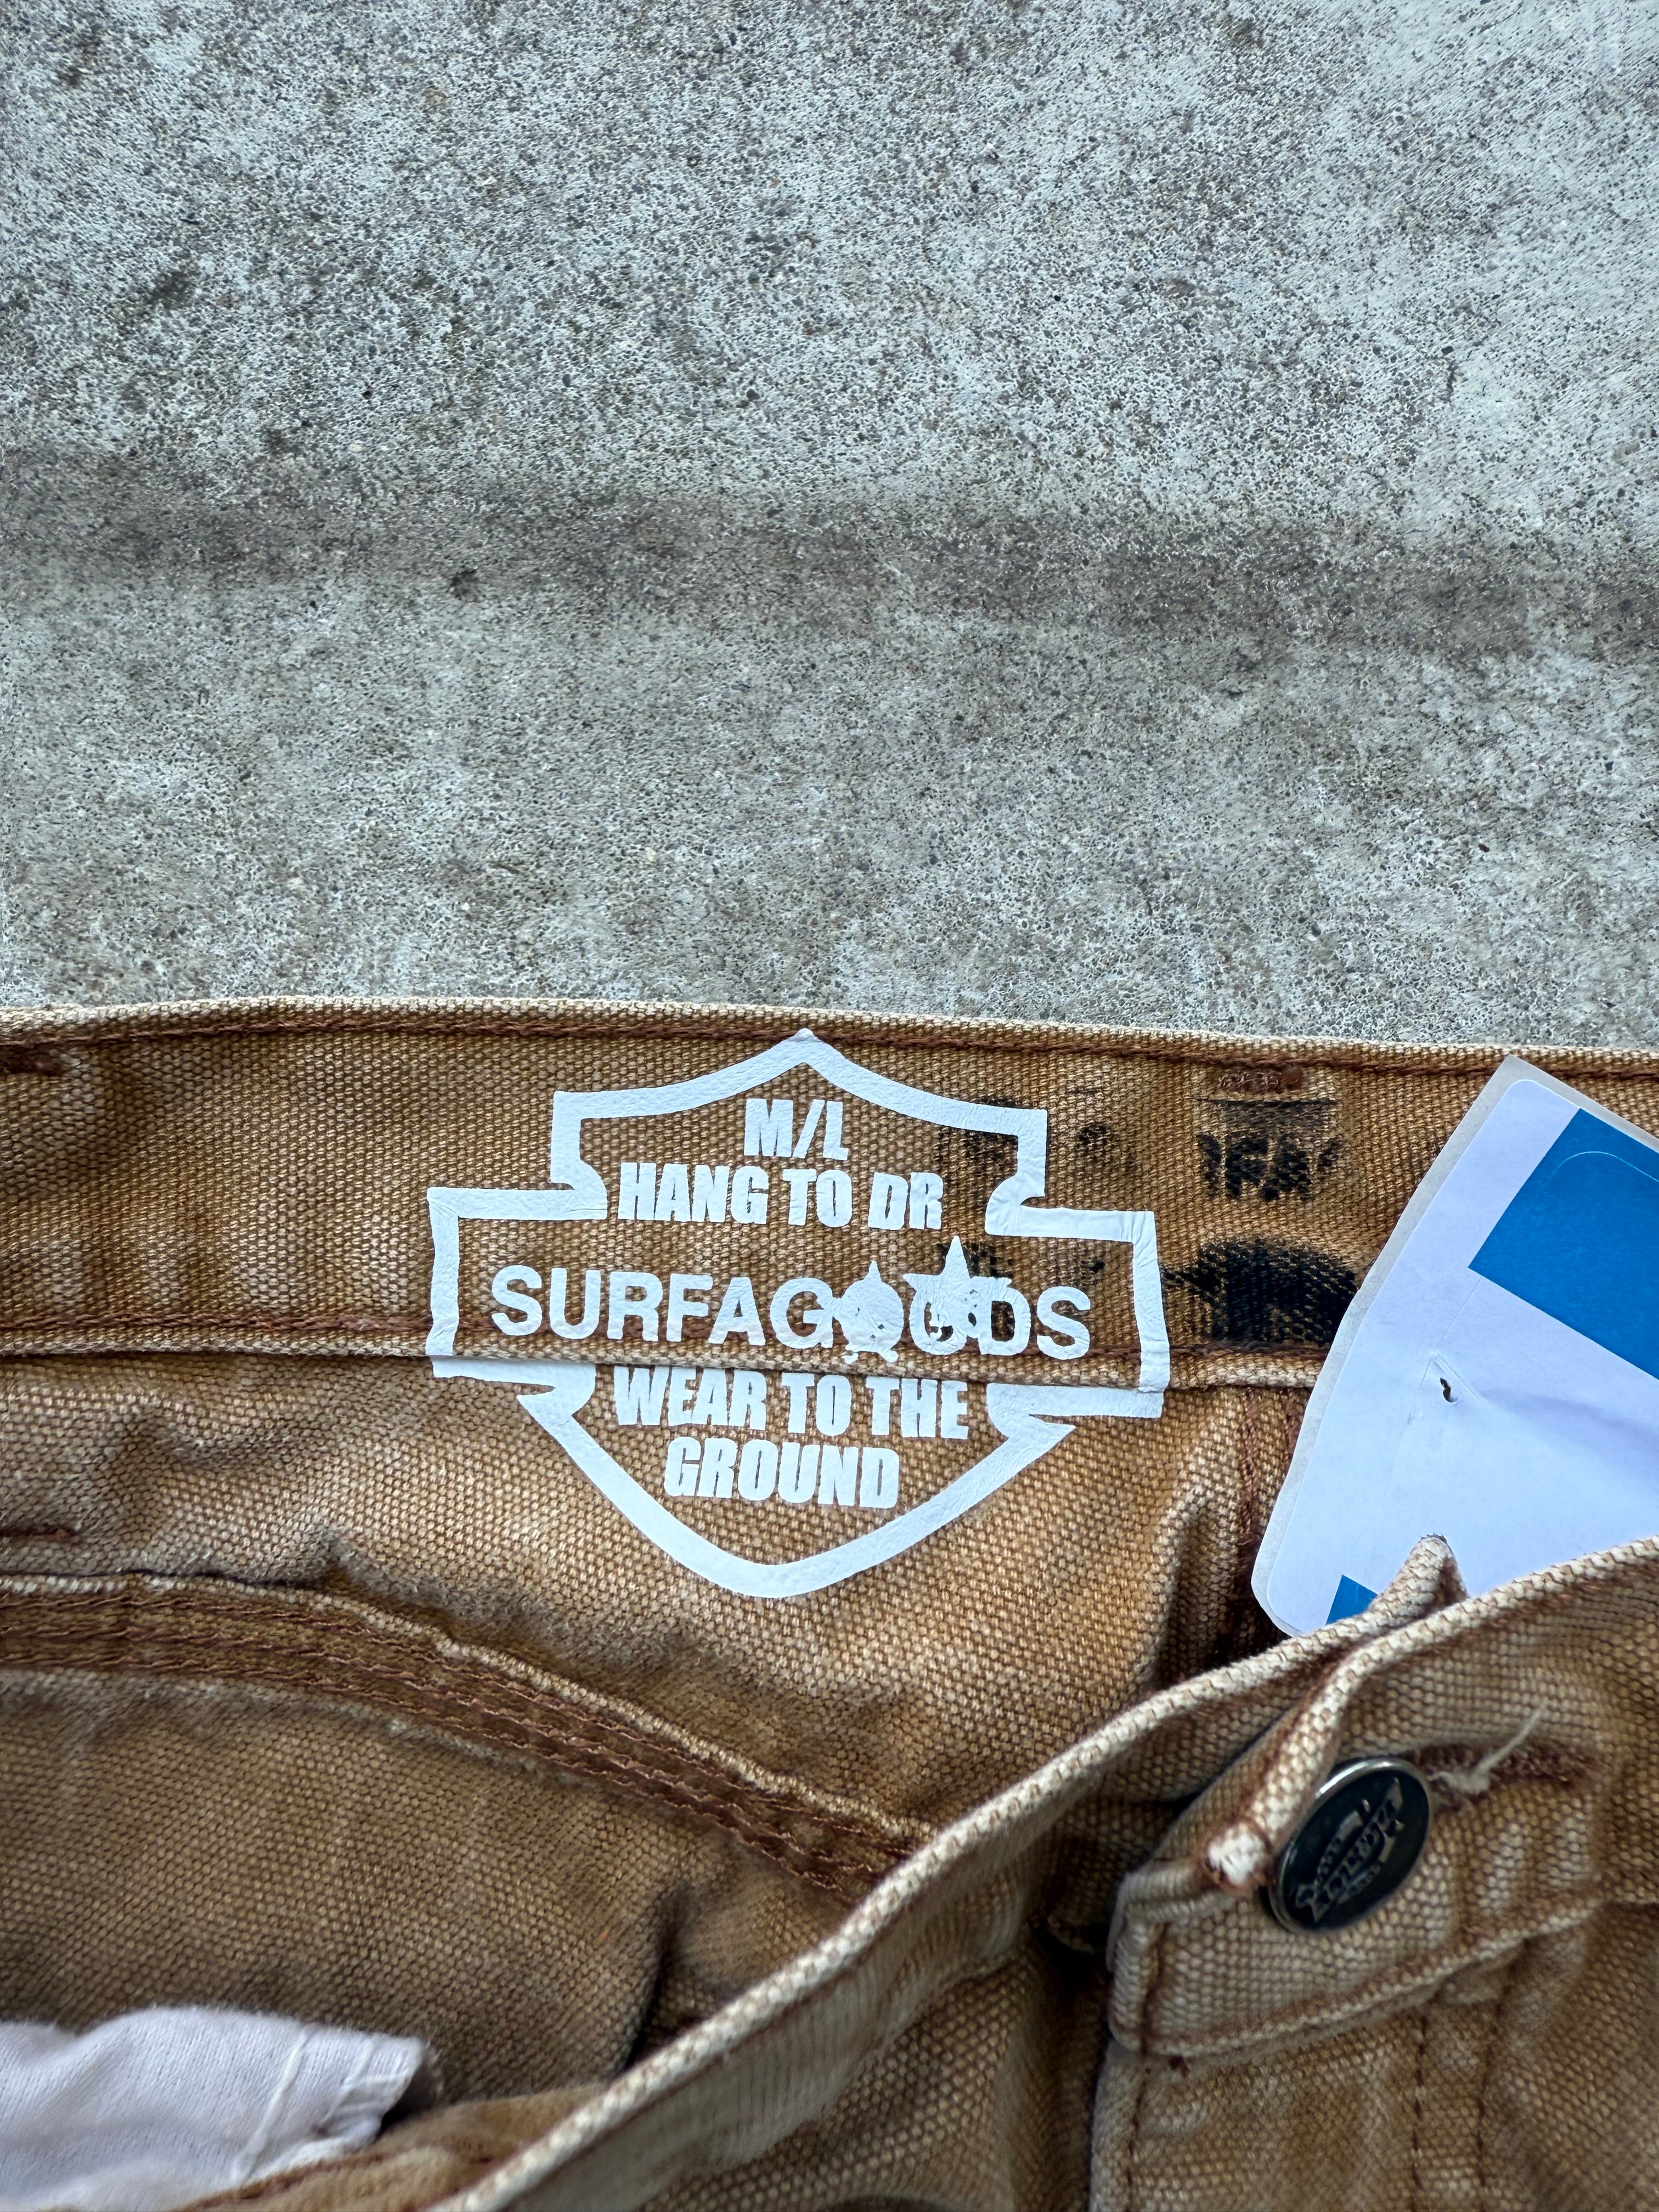 M/L
HANG TO DR
SURFAGOODS
WEAR TO THE
GROUND